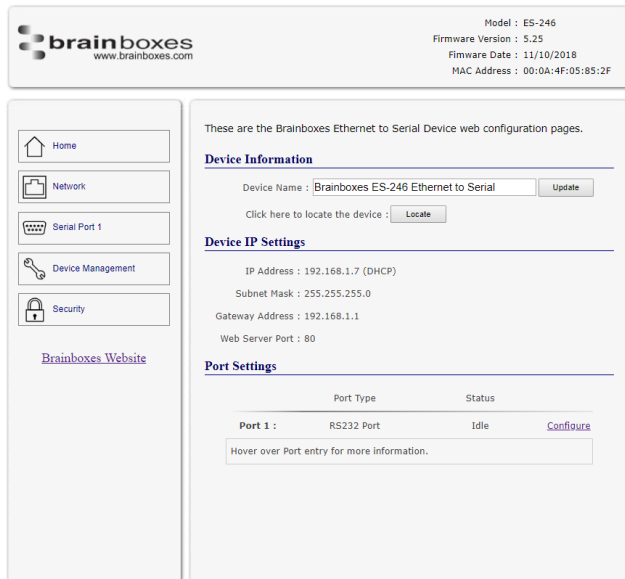 brainboxes
www.brainboxes.com
Model : ES-246
Firmware Version : 5.25
Fimware Date : 11/10/2018
MAC Address : 00:0A:4F:05:85:2F
Home
Network
Serial Port 1
Device Management
Security
Brainboxes Website
These are the Brainboxes Ethernet to Serial Device web configuration pages.
Device Information
Device Name : Brainboxes ES-246 Ethernet to Serial Update
Click here to locate the device : Locate
Device IP Settings
IP Address : 192.168.1.7 (DHCP)
Subnet Mask : 255.255.255.0
Gateway Address : 192.168.1.1
Web Server Port : 80
Port Settings
Port Type Status
Port 1 : RS232 Port Idle Configure
Hover over Port entry for more information.